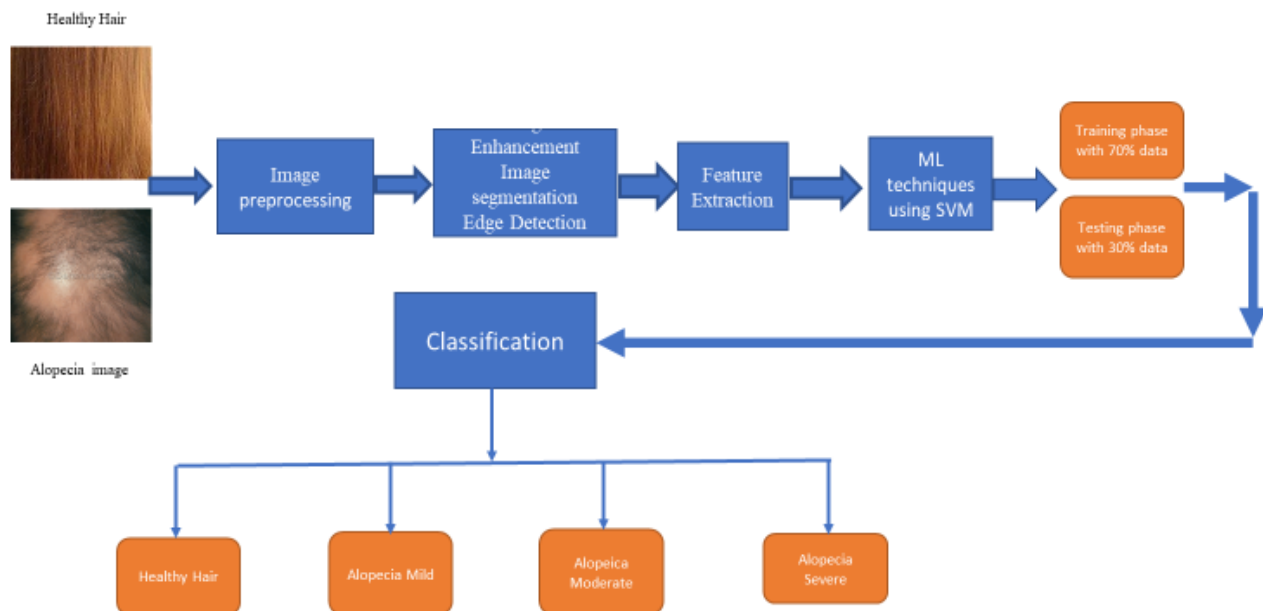 Healthy Hair
Alopecia image
Image
preprocessing
Enhancement
Image
segmentation
Edge Detection
Feature
Extraction
ML
techniques
using SVM
Training phase
with 70% data
Testing phase
with 30% data
Classification
Healthy Hair
Alopecia Mild
Alopeica
Moderate
Alopecia
Severe